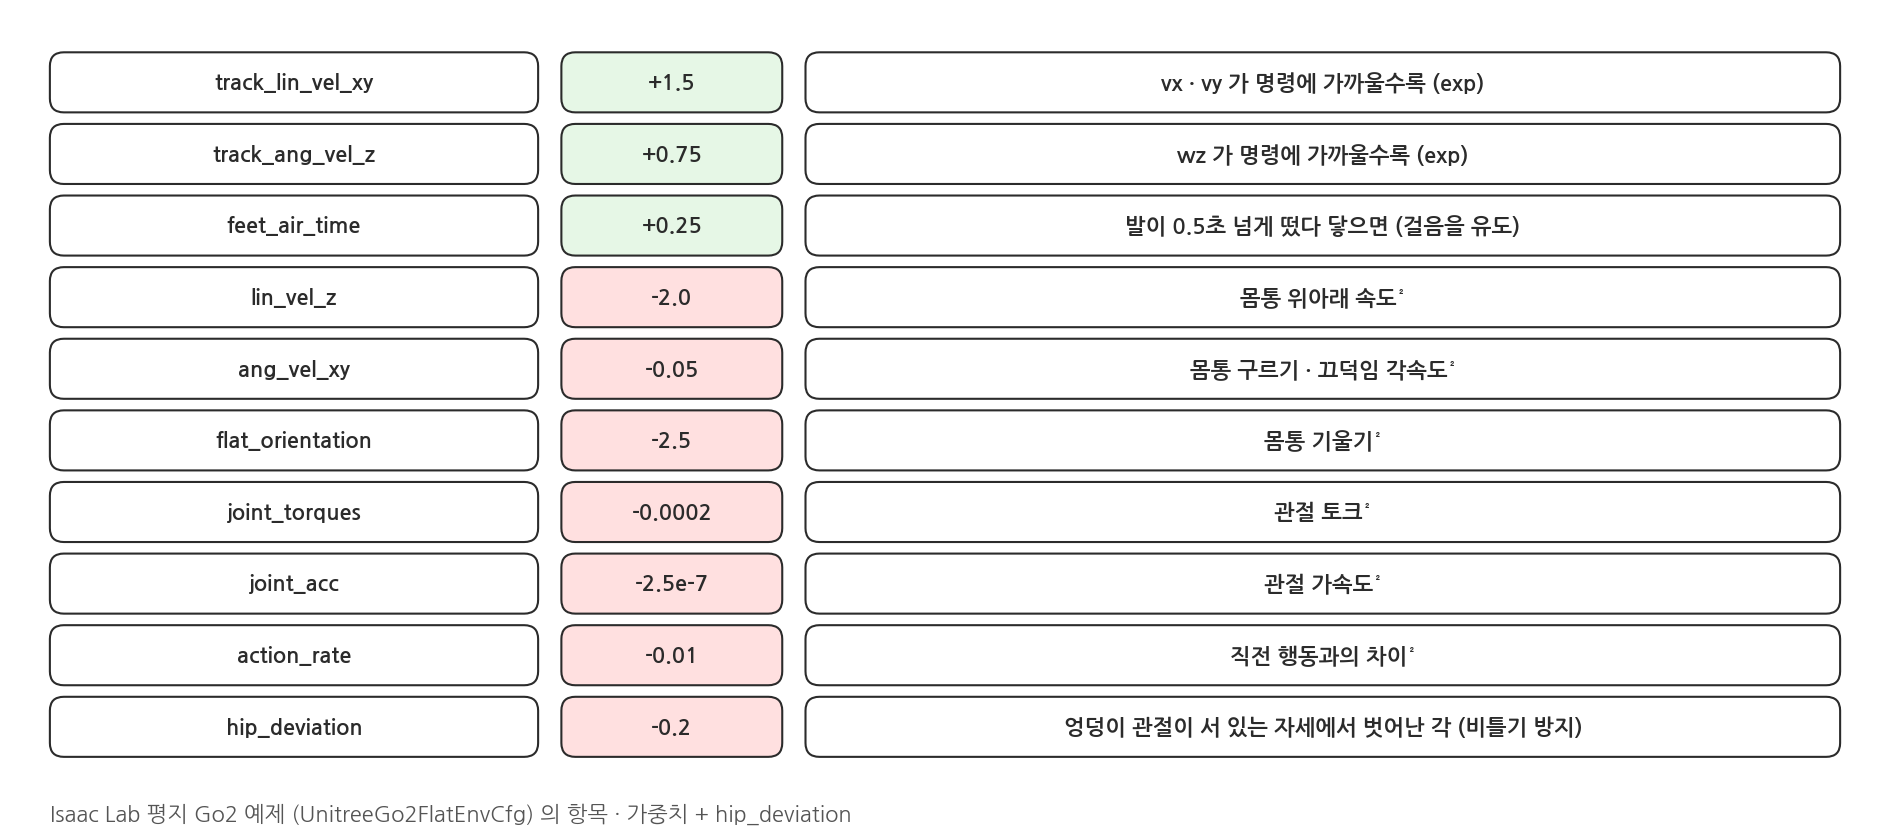 track_lin_vel_xy +1.5 vx · vy 가 명령에 가까울수록 (exp)
track_ang_vel_z +0.75 wz 가 명령에 가까울수록 (exp)
feet_air_time +0.25 발이 0.5초 넘게 떴다 닿으면 (걸음을 유도)
lin_vel_z -2.0 몸통 위아래 속도²
ang_vel_xy -0.05 몸통 구르기 · 끄덕임 각속도²
flat_orientation -2.5 몸통 기울기²
joint_torques -0.0002 관절 토크²
joint_acc -2.5e-7 관절 가속도²
action_rate -0.01 직전 행동과의 차이²
hip_deviation -0.2 엉덩이 관절이 서 있는 자세에서 벗어난 각 (비틀기 방지)
Isaac Lab 평지 Go2 예제 (UnitreeGo2FlatEnvCfg) 의 항목 · 가중치 + hip_deviation